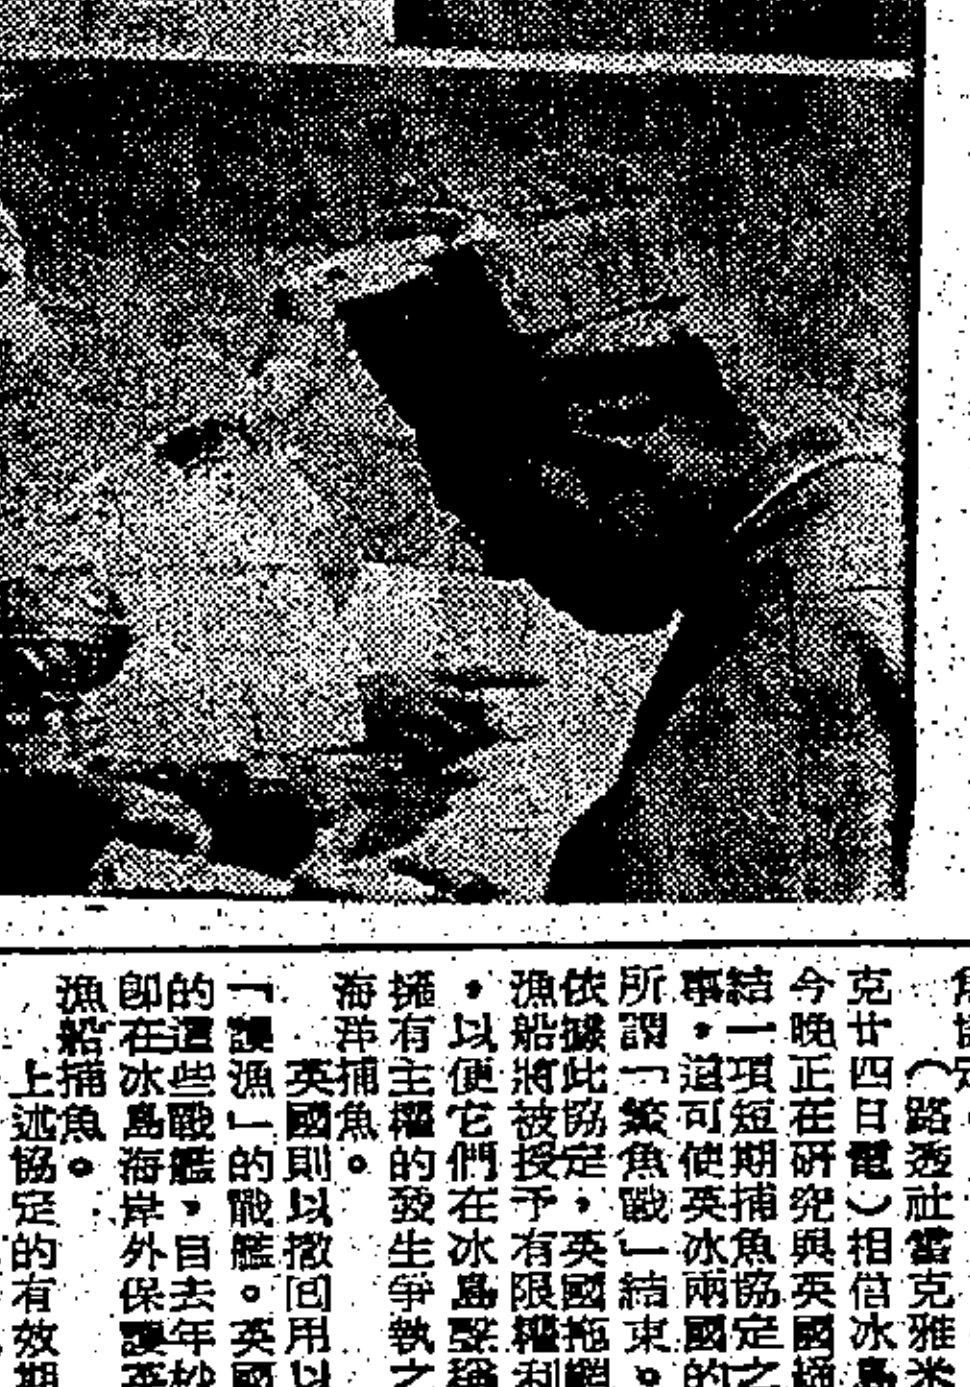 （路透社雷克雅米
克廿四日電）相信冰島
今晚正在研究與英國締
結一項短期捕魚協定之
事，這可使英冰兩國的
所謂「鱉魚戰」結束。
依據此協定，英國拖網
漁船將被授予有限權利
，以便它們在冰島聲稱
擁有主權的發生爭執之
海洋捕魚。
英國則以撤回用以
「護漁」的戰艦。英國
的這些戰艦，自去年杪
卽在冰島海岸外保護英
漁船捕魚。
上述協定的有效期